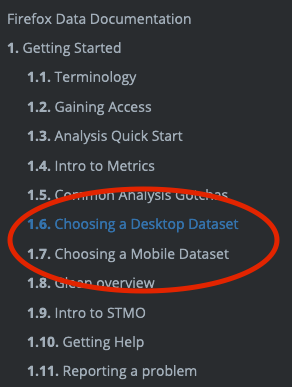 Firefox Data Documentation
1. Getting Started
1.1. Terminology
1.2. Gaining Access
1.3. Analysis Quick Start
1.4. Intro to Metrics
1.5. Common Analysis Gotchas
1.6. Choosing a Desktop Dataset
1.7. Choosing a Mobile Dataset
1.8. Glean overview
1.9. Intro to STMO
1.10. Getting Help
1.11. Reporting a problem